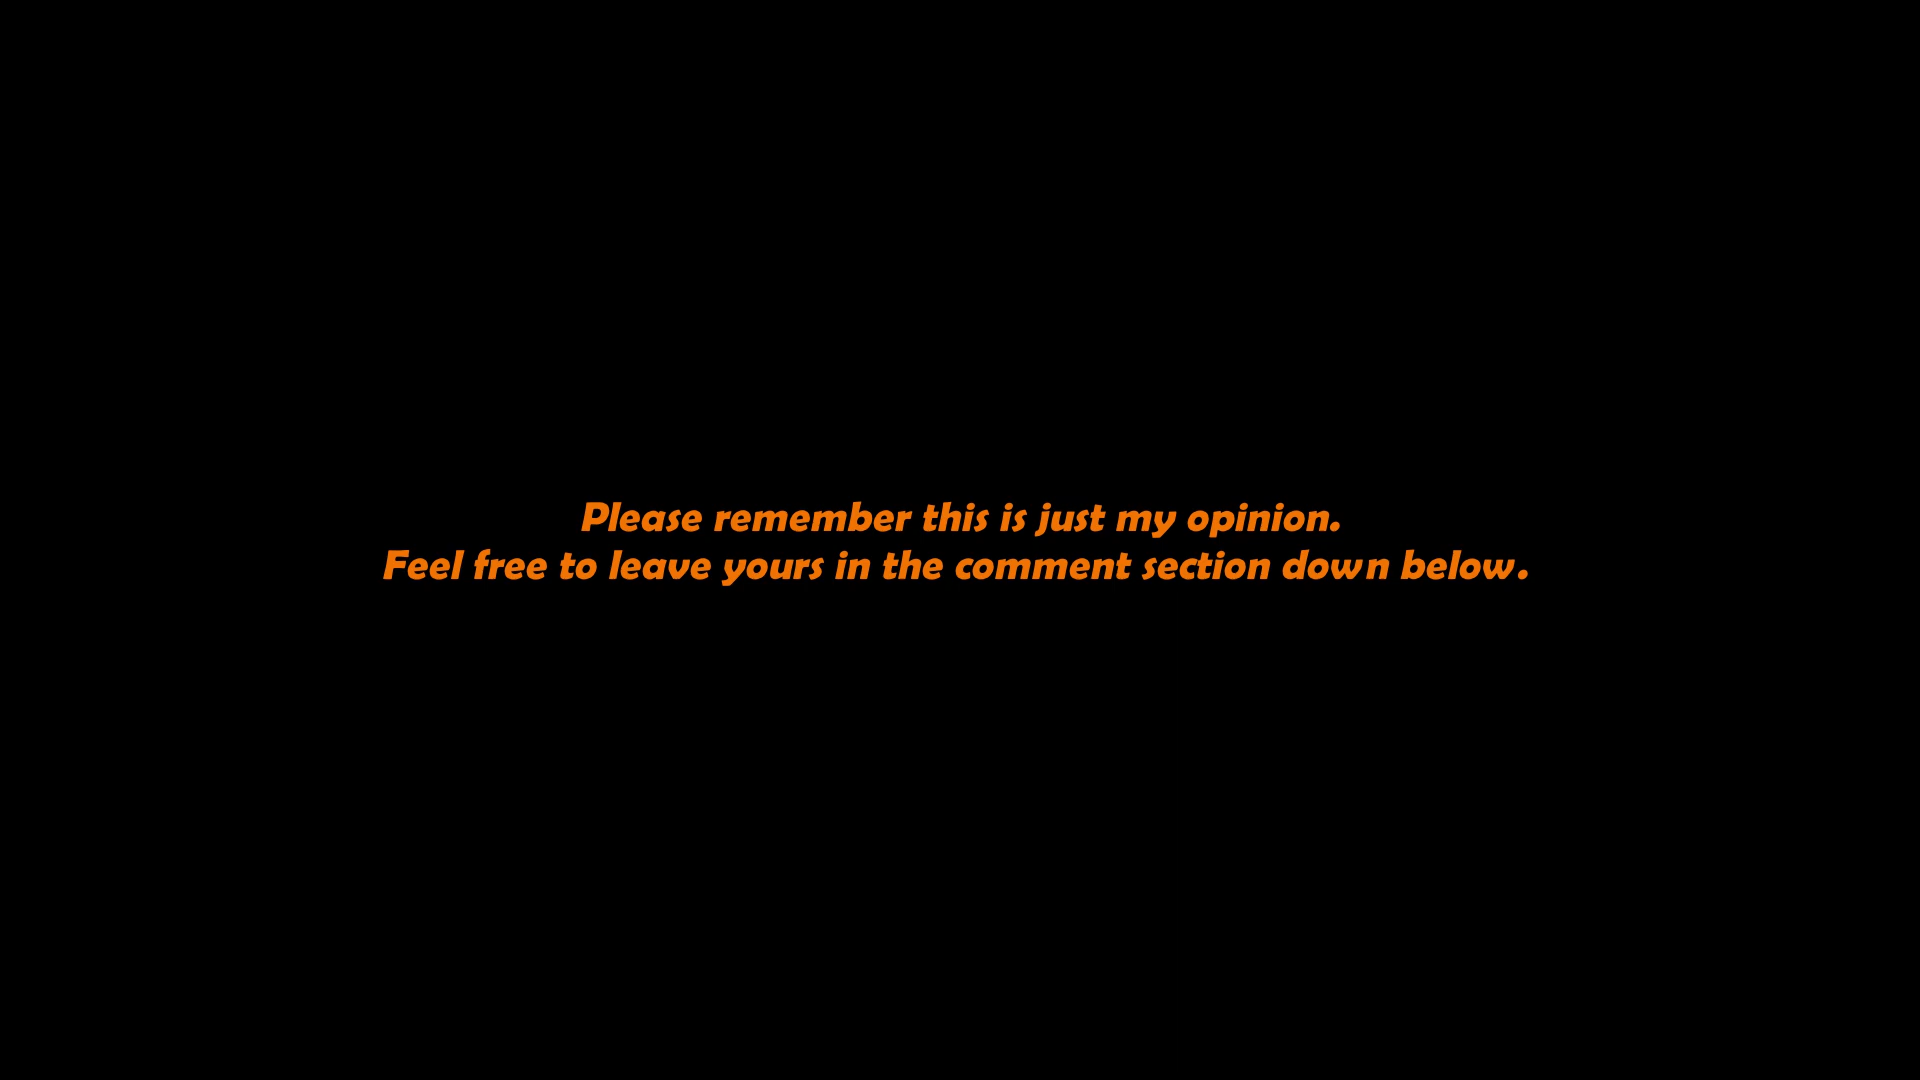 Please remember this is just my opinion.
Feel free to leave yours in the comment section down below.